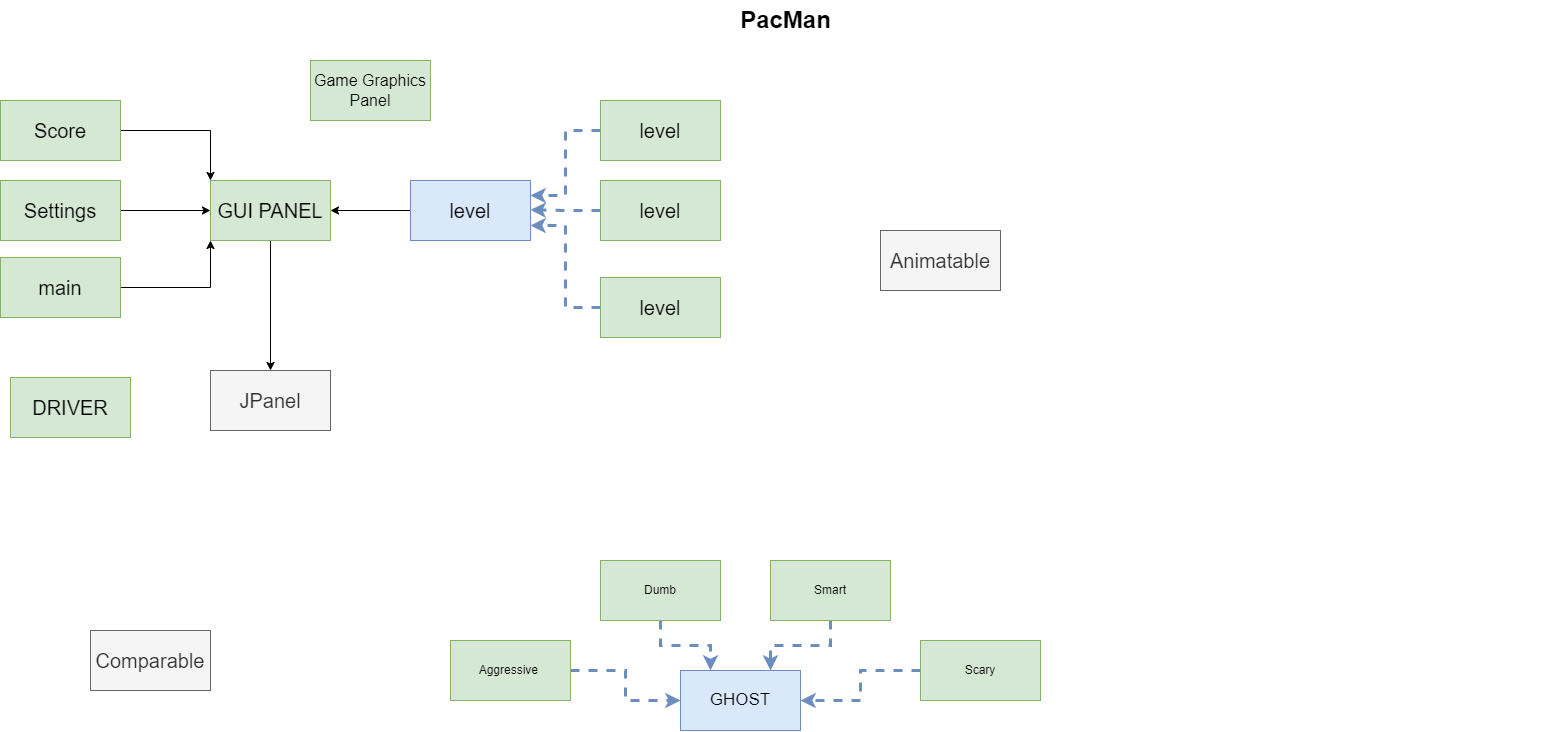 PacMan
Game Graphics
Panel
Score
level
Settings
GUI PANEL
level
level
Animatable
main
level
JPanel
DRIVER
Dumb
Smart
Comparable
Aggressive
GHOST
Scary